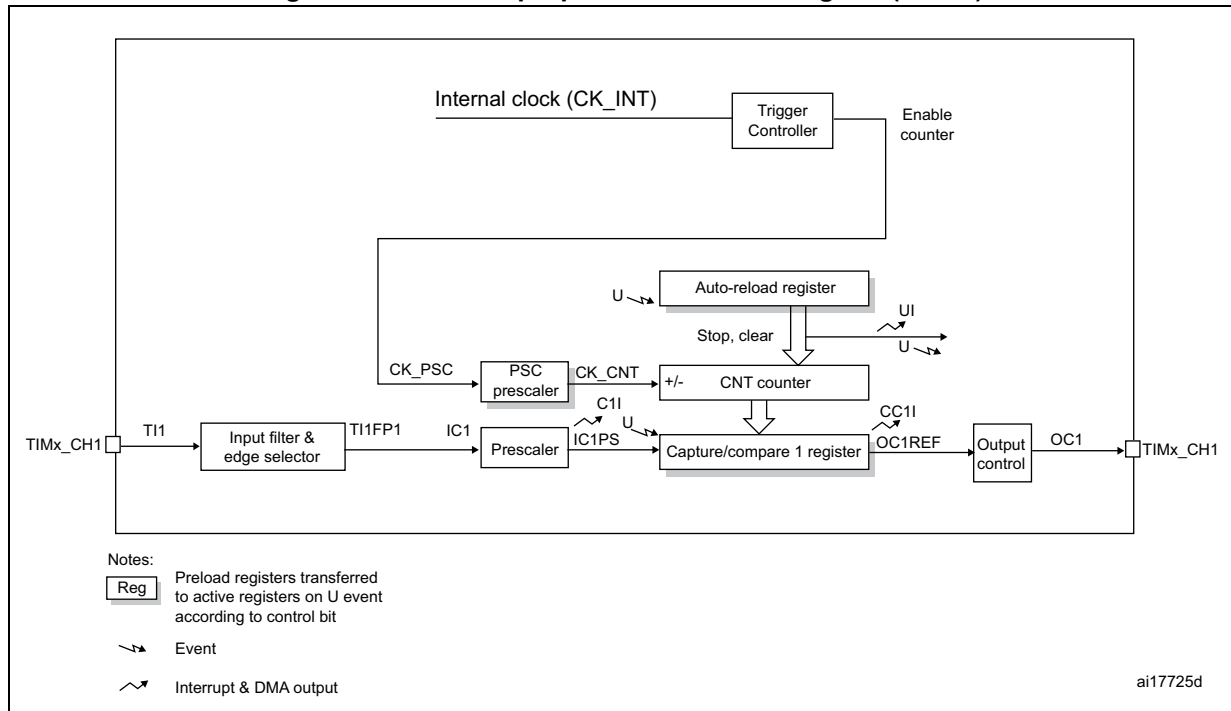 Internal clock (CK_INT)
Trigger
Controller
Enable
counter
U
Auto-reload register
UI
Stop, clear
U
CK_PSC
PSC
prescaler
CK_CNT
+/-
CNT counter
TIMx_CH1
TI1
Input filter &
edge selector
TI1FP1
IC1
Prescaler
C1I
IC1PS
U
Capture/compare 1 register
CC1I
OC1REF
Output
control
OC1
TIMx_CH1
Notes:
Reg
Preload registers transferred
to active registers on U event
according to control bit
Event
Interrupt & DMA output
ai17725d